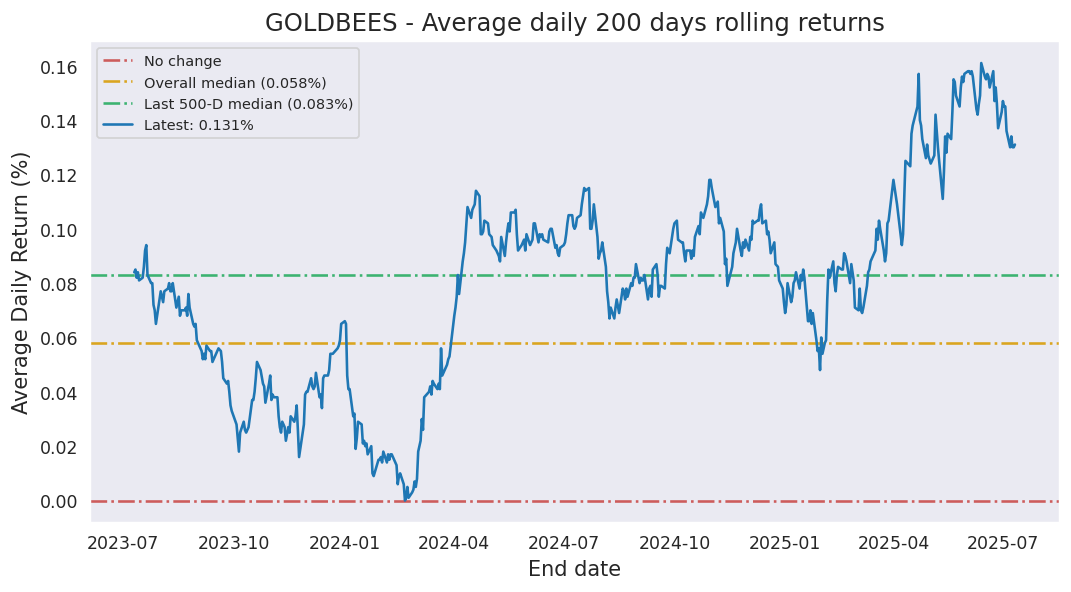 GOLDBEES - Average daily 200 days rolling returns
No change
Overall median (0.058%)
Last 500-D median (0.083%)
Latest: 0.131%
Average Daily Return (%)
0.16
0.14
0.12
0.10
0.08
0.06
0.04
0.02
0.00
2023-07 2023-10 2024-01 2024-04 2024-07 2024-10 2025-01 2025-04 2025-07
End date